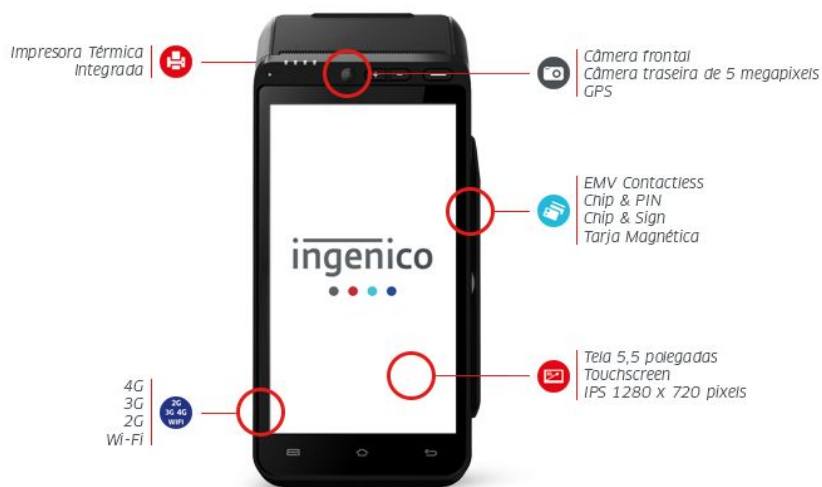 Impresora Térmica
Integrada
Câmera frontal
Câmera traseira de 5 megapixels
GPS
EMV Contactless
Chip & PIN
Chip & Sign
Tarja Magnética
ingenico
Tela 5,5 polegadas
Touchscreen
IPS 1280 x 720 pixels
4G
3G
2G
Wi-Fi
2G
3G 4G
WIFI